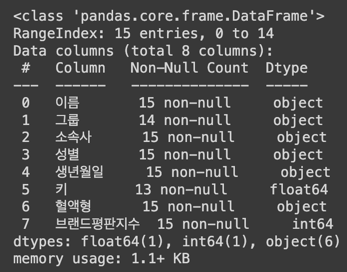 <class 'pandas.core.frame.DataFrame'>
RangeIndex: 15 entries, 0 to 14
Data columns (total 8 columns):
 #   Column   Non-Null Count  Dtype
---  ------   --------------  -----
 0   이름       15 non-null     object
 1   그룹       14 non-null     object
 2   소속사      15 non-null     object
 3   성별       15 non-null     object
 4   생년월일     15 non-null     object
 5   키        13 non-null     float64
 6   혈액형      15 non-null     object
 7   브랜드평판지수  15 non-null     int64
dtypes: float64(1), int64(1), object(6)
memory usage: 1.1+ KB